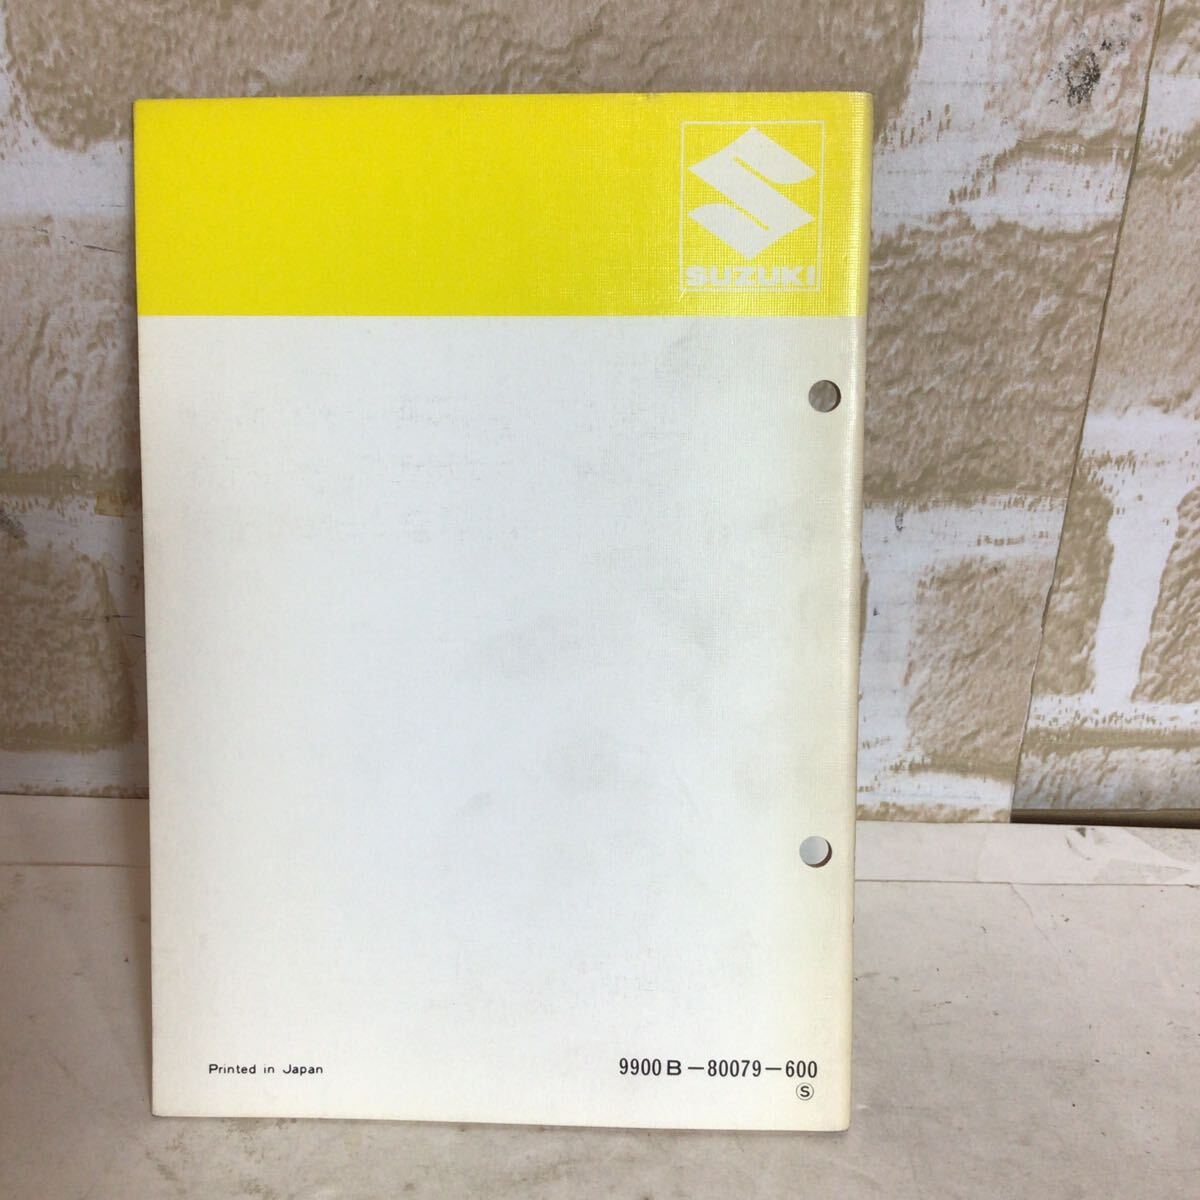 SUZUKI
Printed in Japan
9900B-80079-600
Ⓢ